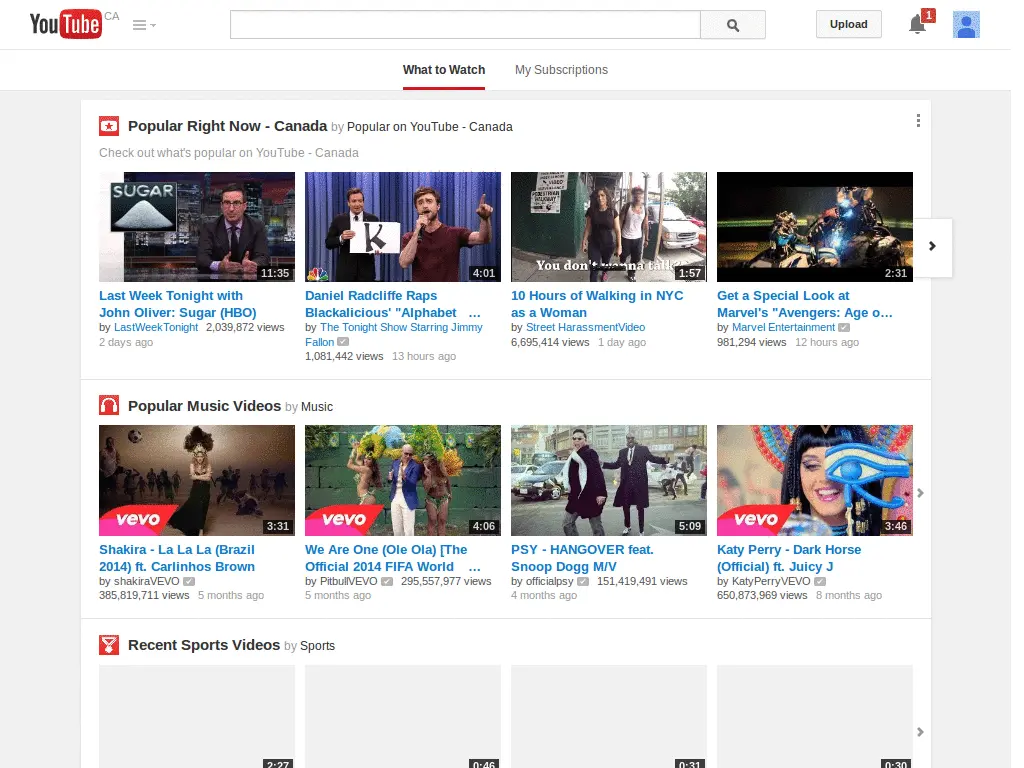 YouTube CA
Upload
1
What to Watch My Subscriptions
Popular Right Now - Canada by Popular on YouTube - Canada
Check out what's popular on YouTube - Canada
SUGAR
K
PEDESTRIAN
You don't wanna talk
11:35 4:01 1:57 2:31
Last Week Tonight with
John Oliver: Sugar (HBO)
by LastWeekTonight 2,039,872 views
2 days ago
Daniel Radcliffe Raps
Blackalicious' "Alphabet ...
by The Tonight Show Starring Jimmy
Fallon
1,081,442 views 13 hours ago
10 Hours of Walking in NYC
as a Woman
by Street HarassmentVideo
6,695,414 views 1 day ago
Get a Special Look at
Marvel's "Avengers: Age o...
by Marvel Entertainment
981,294 views 12 hours ago
Popular Music Videos by Music
vevo vevo vevo
3:31 4:06 5:09 3:46
Shakira - La La La (Brazil
2014) ft. Carlinhos Brown
by shakiraVEVO
385,819,711 views 5 months ago
We Are One (Ole Ola) [The
Official 2014 FIFA World ...
by PitbullVEVO 295,557,977 views
5 months ago
PSY - HANGOVER feat.
Snoop Dogg M/V
by officialpsy 151,419,491 views
4 months ago
Katy Perry - Dark Horse
(Official) ft. Juicy J
by KatyPerryVEVO
650,873,969 views 8 months ago
Recent Sports Videos by Sports
2:27 0:46 0:31 0:30